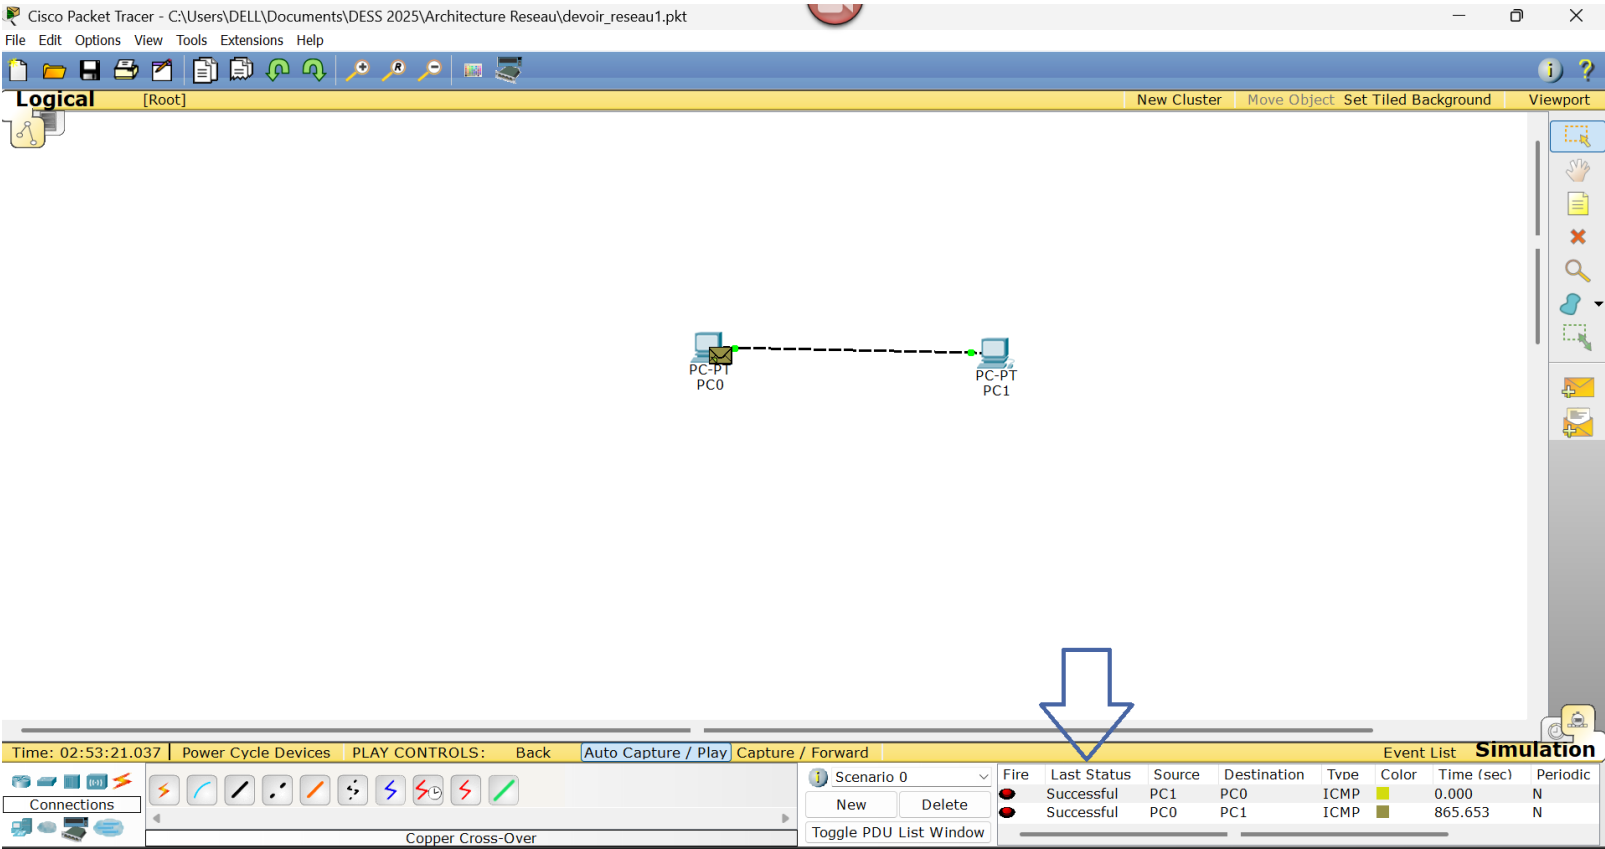 Cisco Packet Tracer - C:\Users\DELL\Documents\DESS 2025\Architecture Reseau\devoir_reseau1.pkt
File Edit Options View Tools Extensions Help
Logical [Root] New Cluster Move Object Set Tiled Background Viewport
PC-PT
PC0
PC-PT
PC1
Time: 02:53:21.037 Power Cycle Devices PLAY CONTROLS: Back Auto Capture / Play Capture / Forward Event List Simulation
Connections
Copper Cross-Over
Scenario 0
New Delete
Toggle PDU List Window
Fire Last Status Source Destination Type Color Time (sec) Periodic
Successful PC1 PC0 ICMP 0.000 N
Successful PC0 PC1 ICMP 865.653 N